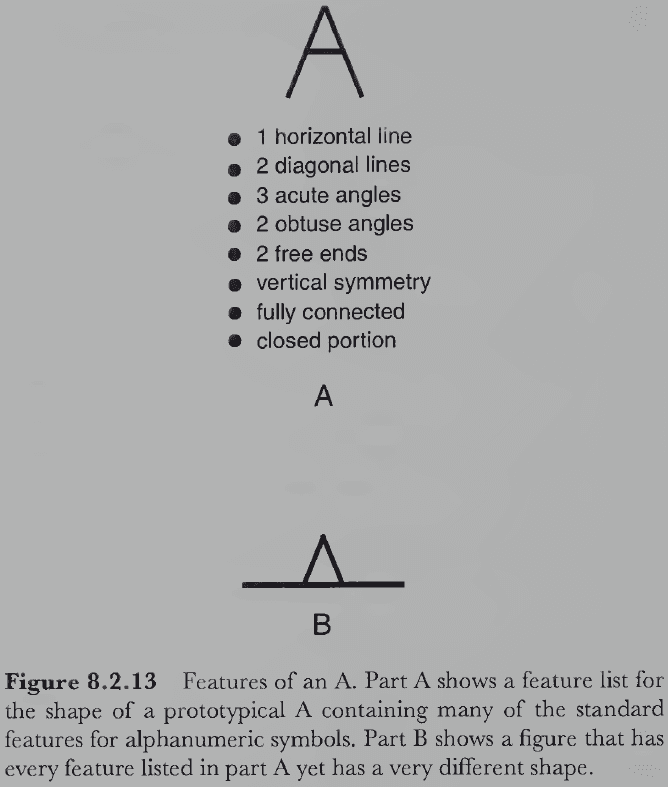 A
● 1 horizontal line
● 2 diagonal lines
● 3 acute angles
● 2 obtuse angles
● 2 free ends
● vertical symmetry
● fully connected
● closed portion
A
B
Figure 8.2.13 Features of an A. Part A shows a feature list for
the shape of a prototypical A containing many of the standard
features for alphanumeric symbols. Part B shows a figure that has
every feature listed in part A yet has a very different shape.